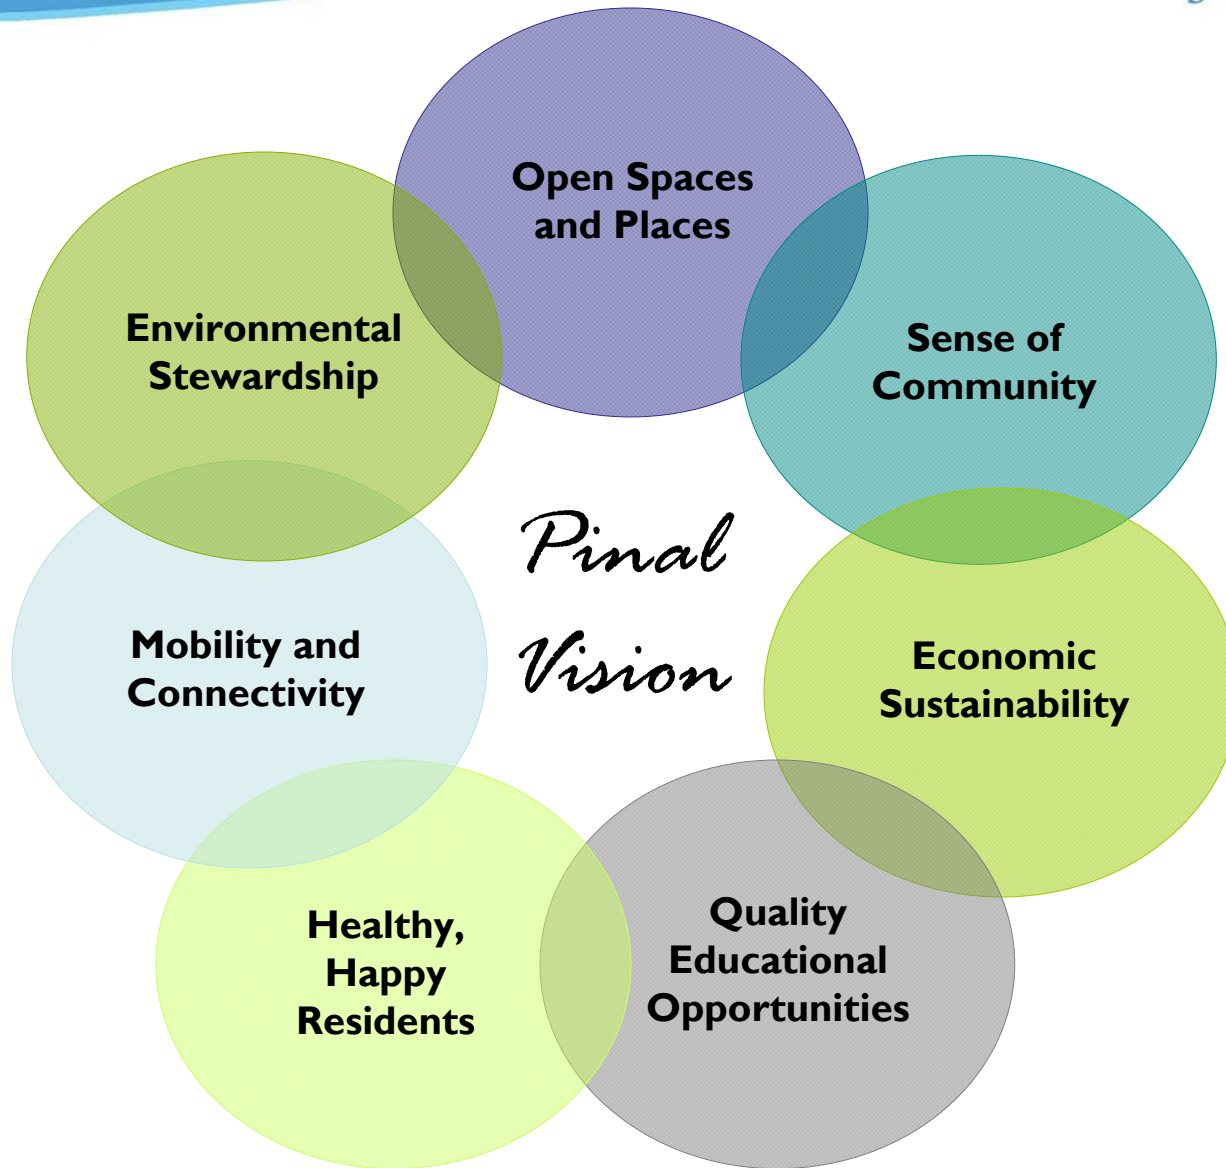 Open Spaces
and Places
Environmental
Stewardship
Sense of
Community
Pinal
Vision
Mobility and
Connectivity
Economic
Sustainability
Healthy,
Happy
Residents
Quality
Educational
Opportunities